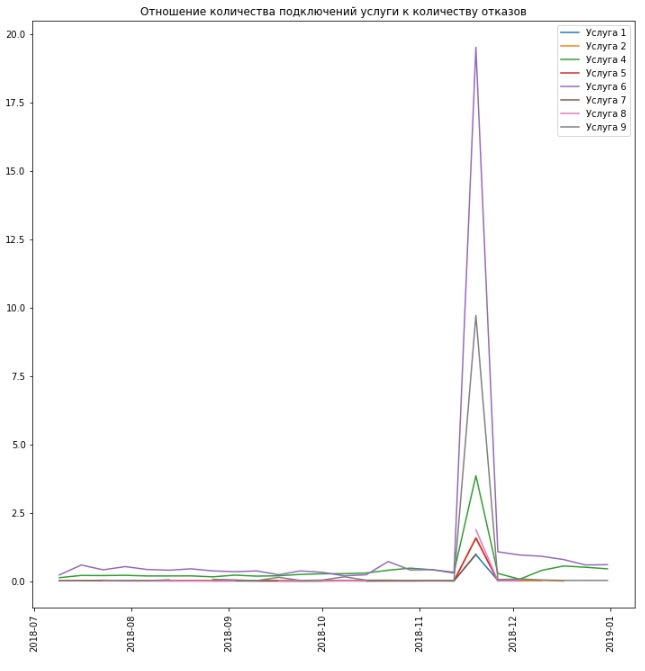 Отношение количества подключений услуги к количеству отказов
20.0
17.5
15.0
12.5
10.0
7.5
5.0
2.5
0.0
Услуга 1
Услуга 2
Услуга 4
Услуга 5
Услуга 6
Услуга 7
Услуга 8
Услуга 9
2018-07
2018-08
2018-09
2018-10
2018-11
2018-12
2019-01